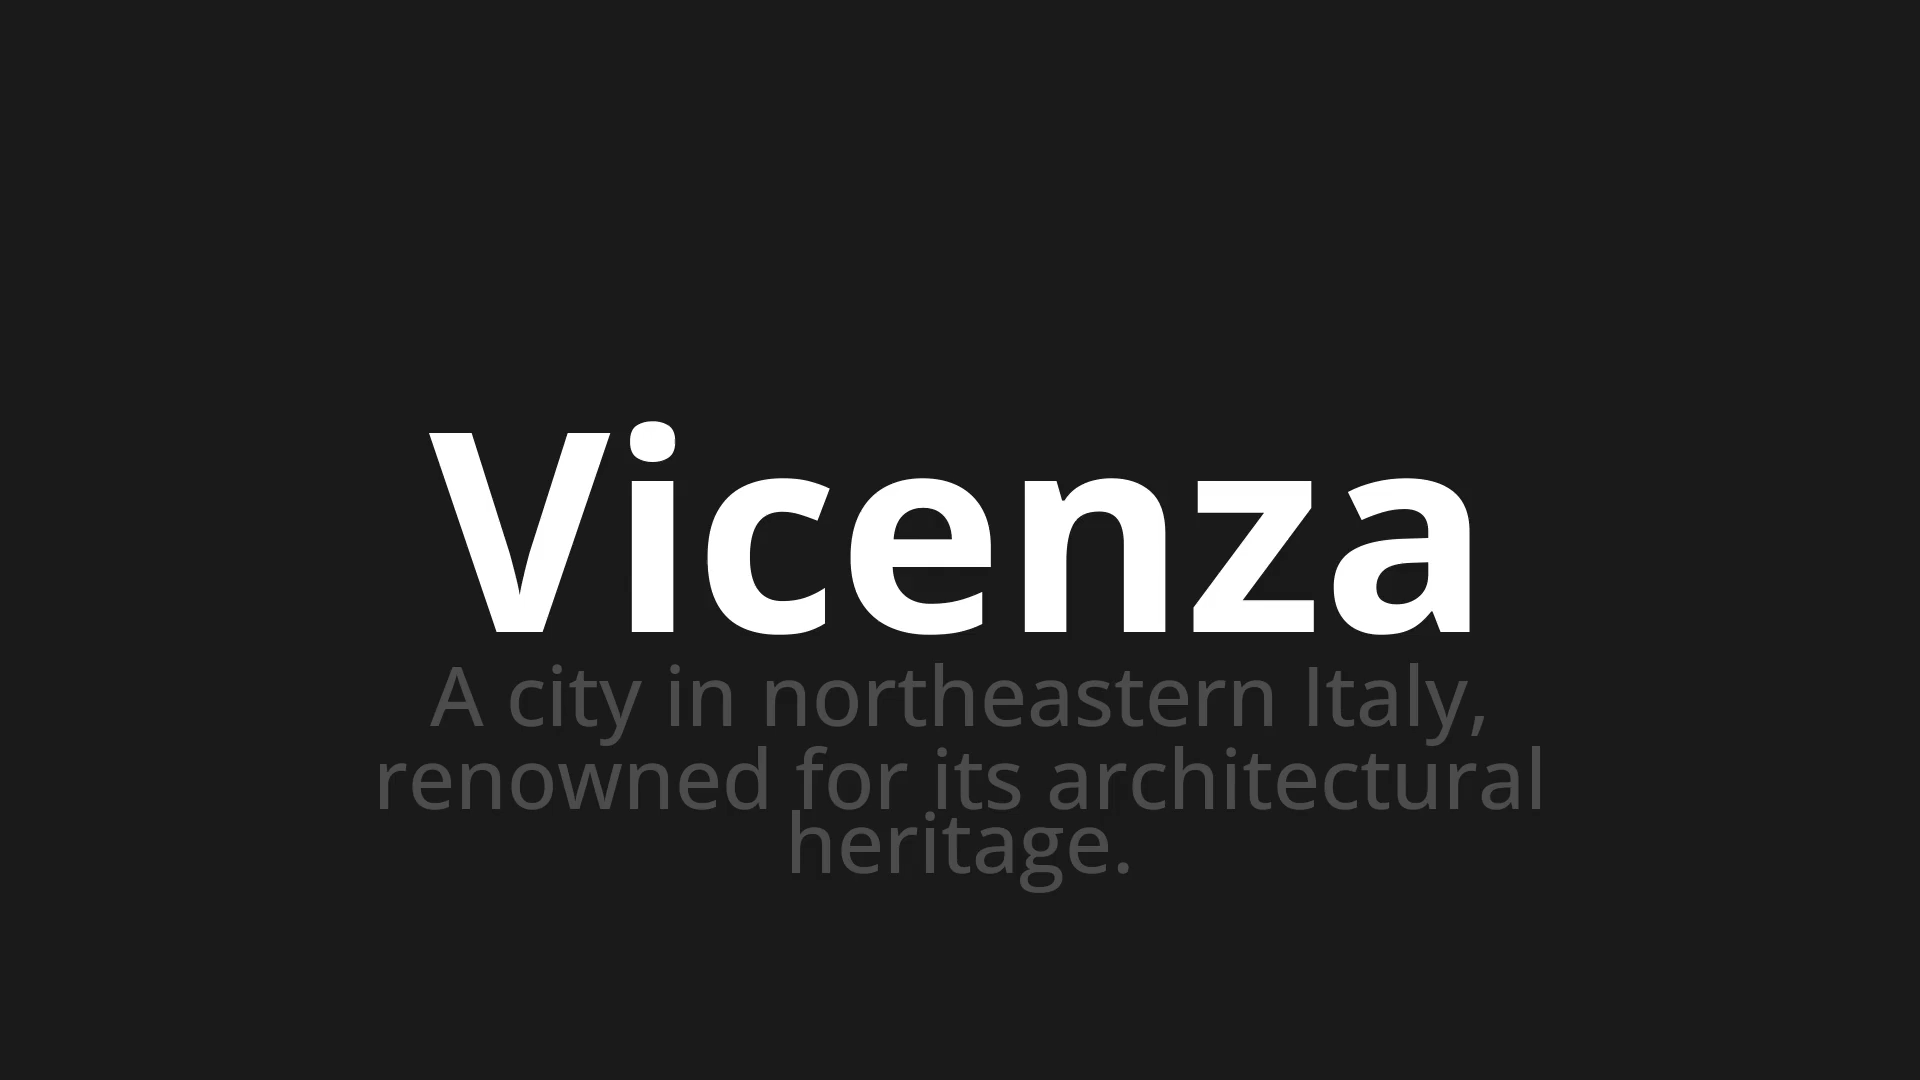 Vicenza
A city in northeastern Italy,
renowned for its architectural
heritage.